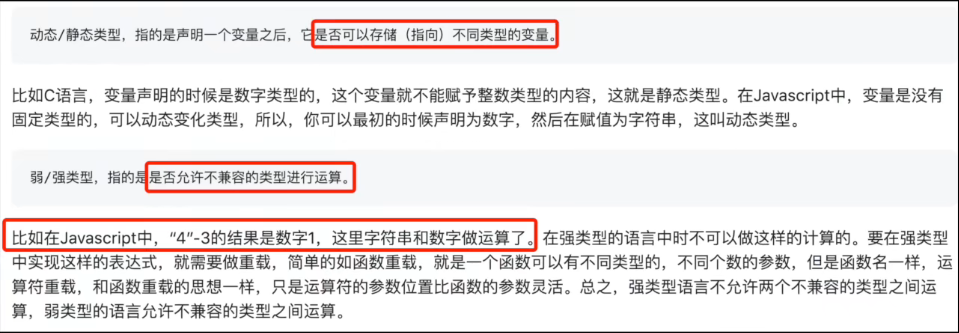 动态/静态类型，指的是声明一个变量之后，它是否可以存储（指向）不同类型的变量。
比如C语言，变量声明的时候是数字类型的，这个变量就不能赋予整数类型的内容，这就是静态类型。在Javascript中，变量是没有
固定类型的，可以动态变化类型，所以，你可以最初的时候声明为数字，然后在赋值为字符串，这叫动态类型。
弱/强类型，指的是是否允许不兼容的类型进行运算。
比如在Javascript中，“4“-3的结果是数字1，这里字符串和数字做运算了。在强类型的语言中时不可以做这样的计算的。要在强类型
中实现这样的表达式，就需要做重载，简单的如函数重载，就是一个函数可以有不同类型的，不同个数的参数，但是函数名一样，运
算符重载，和函数重载的思想一样，只是运算符的参数位置比函数的参数灵活。总之，强类型语言不允许两个不兼容的类型之间运
算，弱类型的语言允许不兼容的类型之间运算。